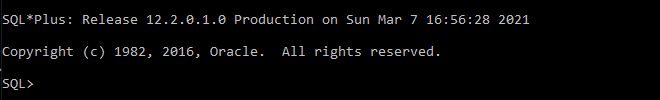 SQL*Plus: Release 12.2.0.1.0 Production on Sun Mar 7 16:56:28 2021
Copyright (c) 1982, 2016, Oracle.  All rights reserved.
SQL>